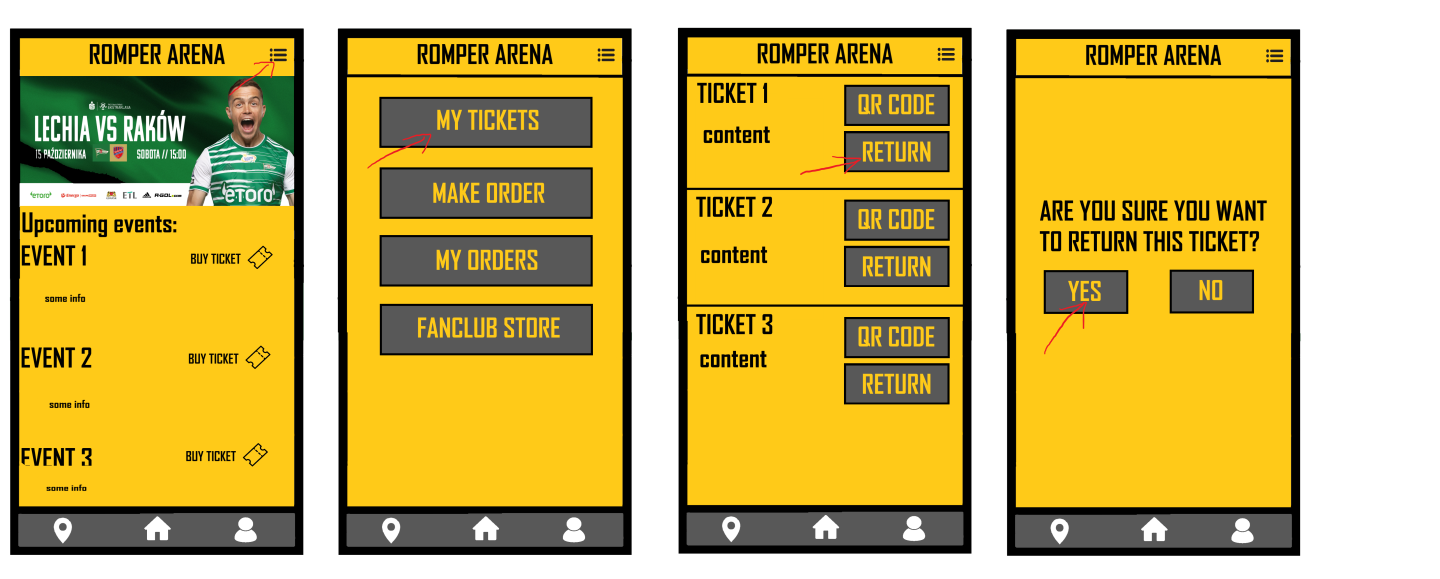 ROMPER ARENA
LECHIA VS RAKÓW
15 PAŹDZIERNIKA SOBOTA // 15:00
eToro ETL R-GOL.com
eToro
Upcoming events:
EVENT 1 BUY TICKET
some info
EVENT 2 BUY TICKET
some info
EVENT 3 BUY TICKET
some info
ROMPER ARENA
MY TICKETS
MAKE ORDER
MY ORDERS
FANCLUB STORE
ROMPER ARENA
TICKET 1 QR CODE
content RETURN
TICKET 2 QR CODE
content RETURN
TICKET 3 QR CODE
content RETURN
ROMPER ARENA
ARE YOU SURE YOU WANT
TO RETURN THIS TICKET?
YES NO